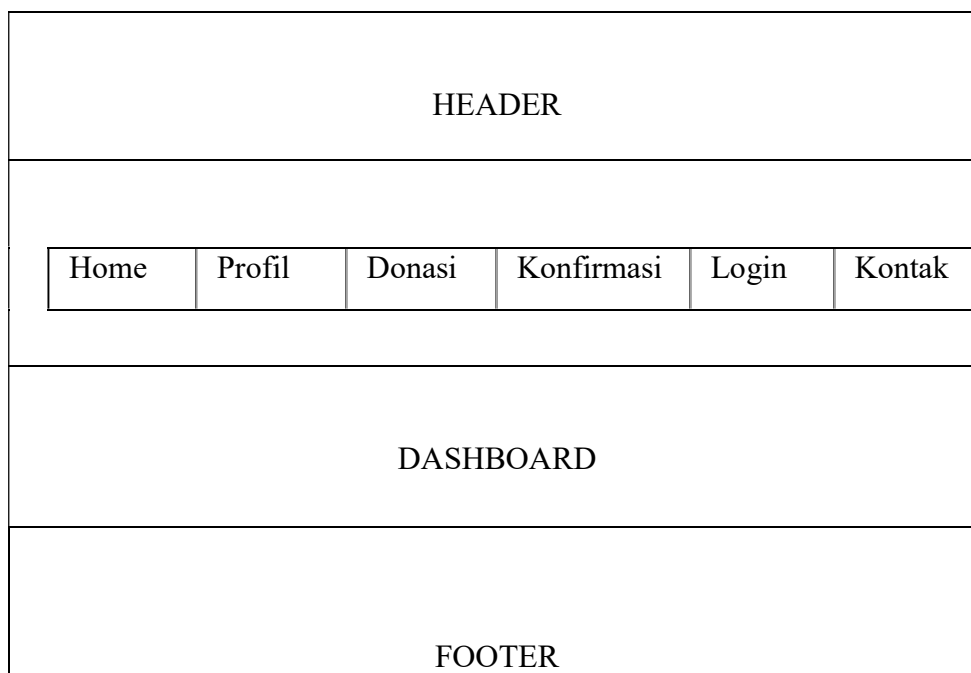 HEADER
Home Profil Donasi Konfirmasi Login Kontak
DASHBOARD
FOOTER